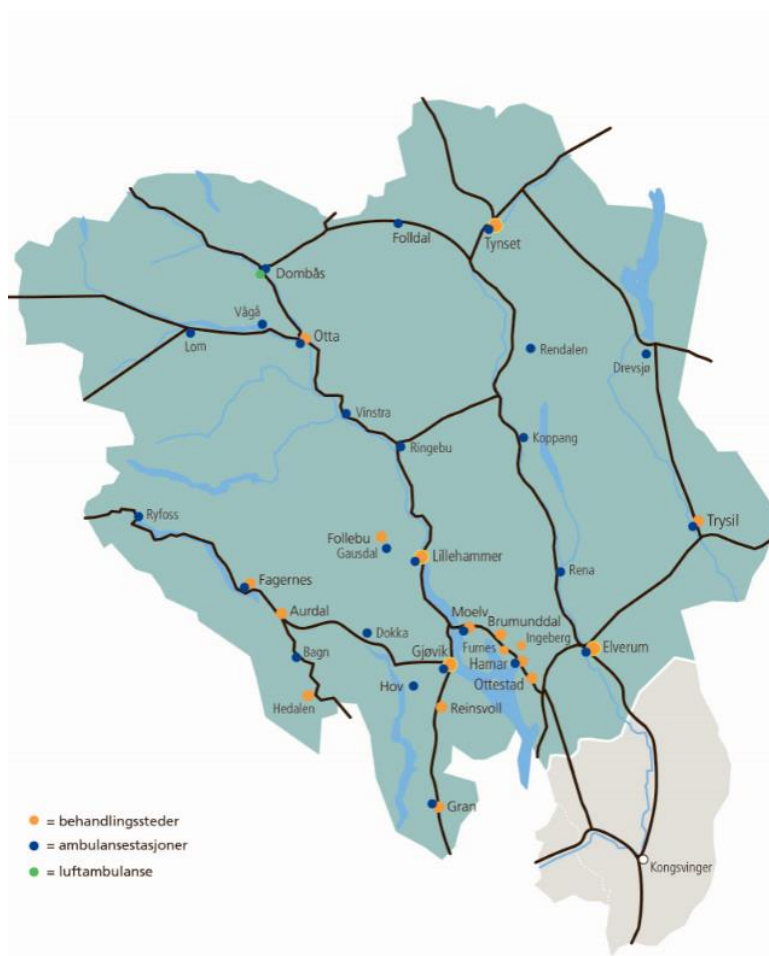 Folldal
Tynset
Dombås
Vågå
Otta
Lom
Rendalen
Drevsjø
Vinstra
Koppang
Ringebu
Ryfoss
Trysil
Follebu
Gausdal
Lillehammer
Fagernes
Rena
Aurdal
Moelv
Brumunddal
Dokka
Ingeberg
Furnes
Elverum
Bagn
Gjøvik
Hamar
Hov
Ottestad
Hedalen
Reinsvoll
Gran
= behandlingssteder
= ambulansestasjoner
= luftambulanse
Kongsvinger